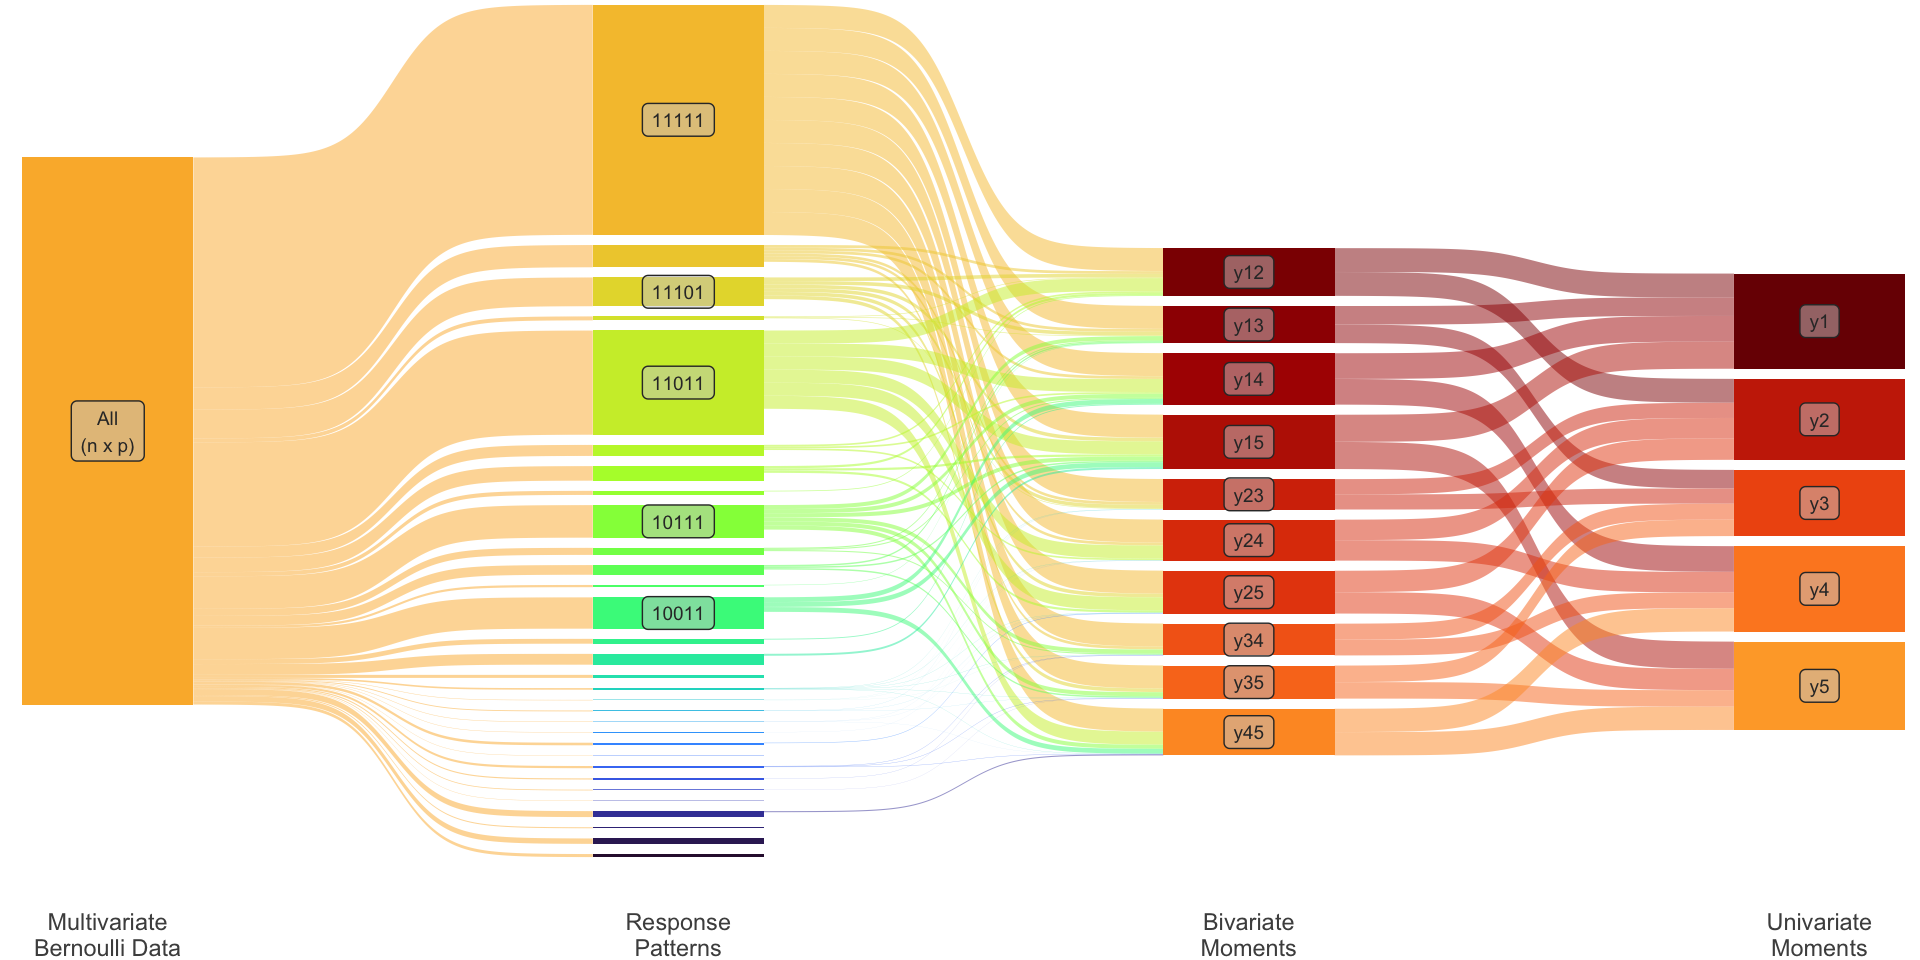 All
(n x p)
11111
11101
11011
10111
10011
y12
y13
y14
y15
y23
y24
y25
y34
y35
y45
y1
y2
y3
y4
y5
Multivariate
Bernoulli Data
Response
Patterns
Bivariate
Moments
Univariate
Moments